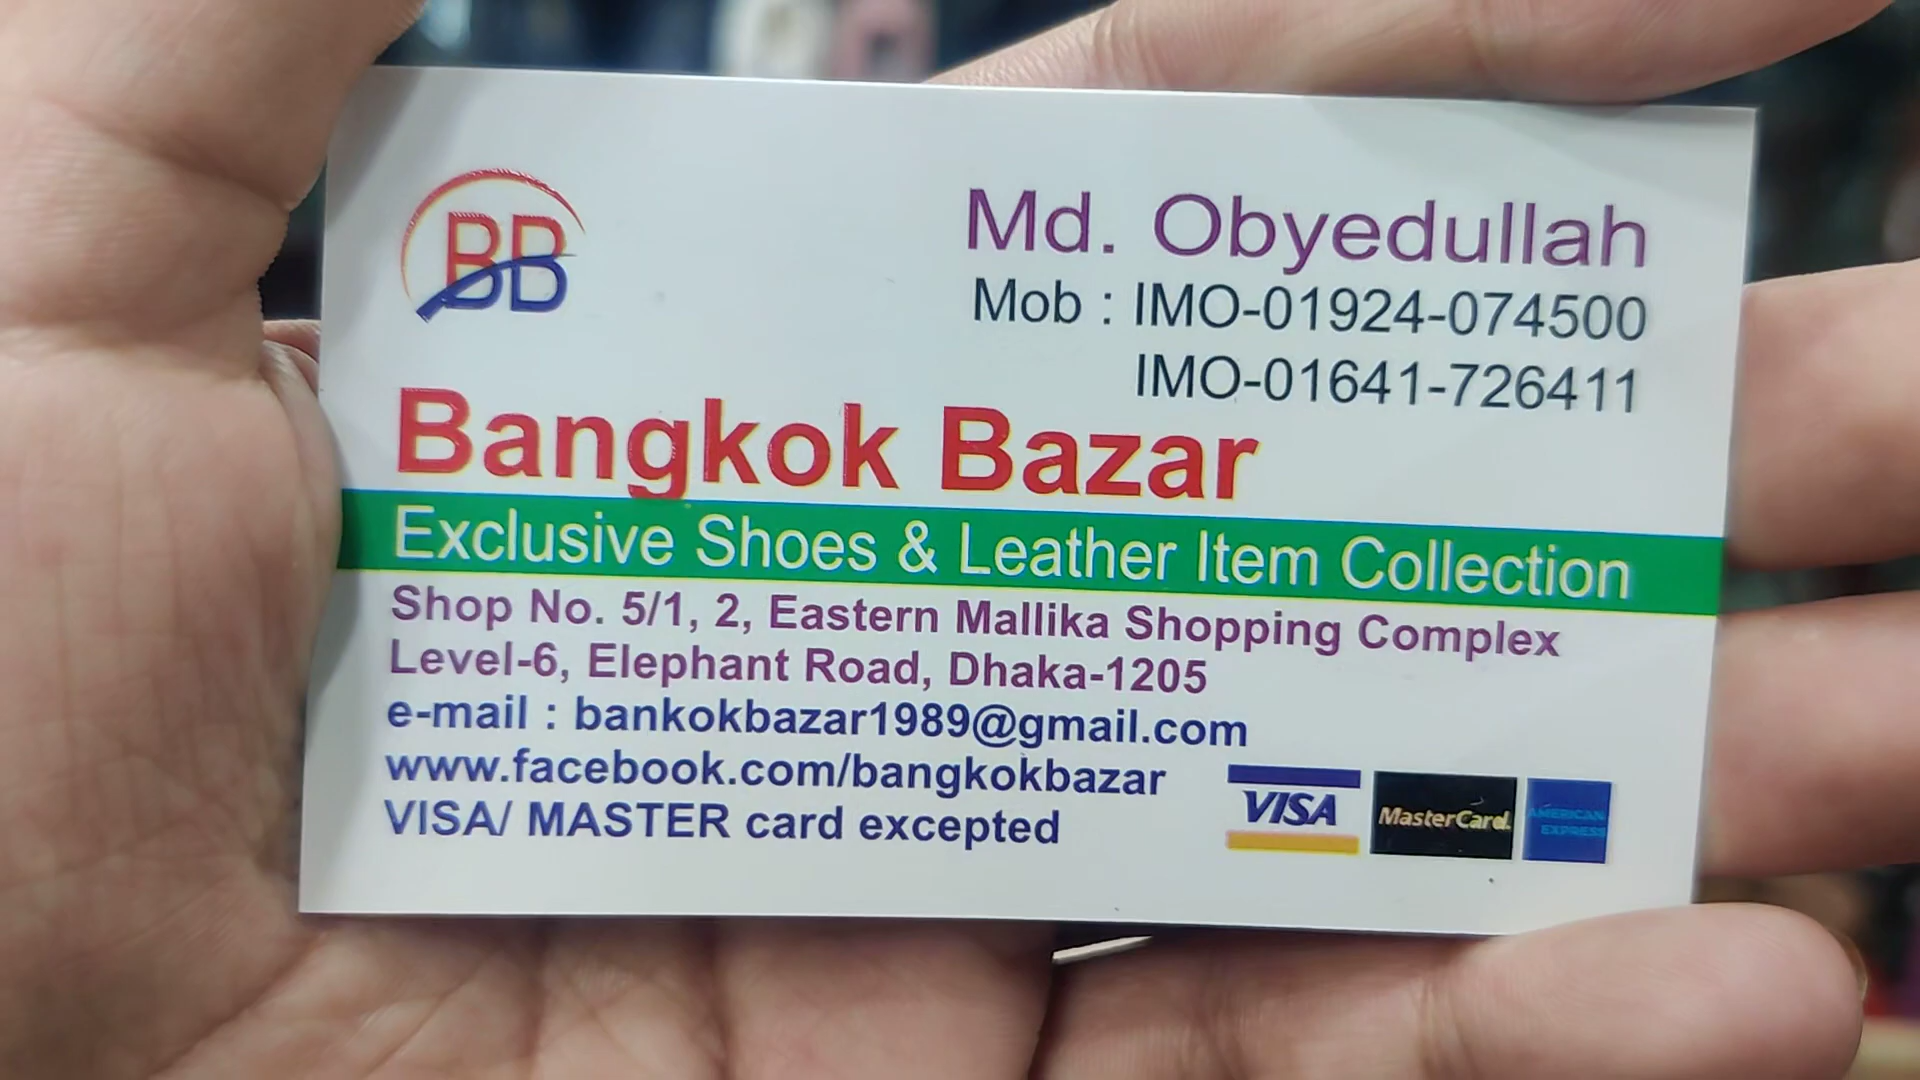 BB
Md. Obyedullah
Mob : IMO-01924-074500
IMO-01641-726411
Bangkok Bazar
Exclusive Shoes & Leather Item Collection
Shop No. 5/1, 2, Eastern Mallika Shopping Complex
Level-6, Elephant Road, Dhaka-1205
e-mail : bankokbazar1989@gmail.com
www.facebook.com/bangkokbazar
VISA/ MASTER card excepted
VISA MasterCard. AMERICAN EXPRESS